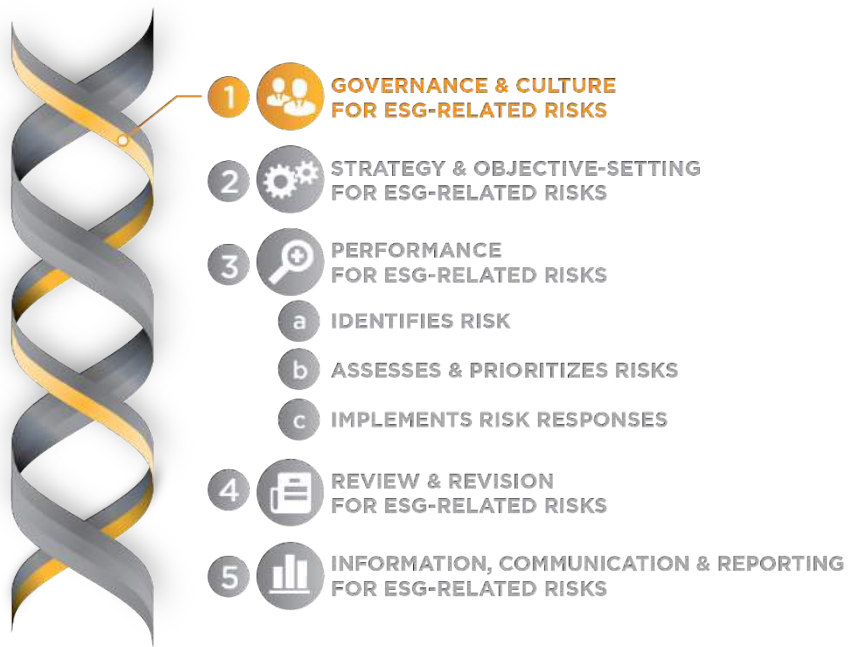 1 GOVERNANCE & CULTURE
FOR ESG-RELATED RISKS
2 STRATEGY & OBJECTIVE-SETTING
FOR ESG-RELATED RISKS
3 PERFORMANCE
FOR ESG-RELATED RISKS
a IDENTIFIES RISK
b ASSESSES & PRIORITIZES RISKS
c IMPLEMENTS RISK RESPONSES
4 REVIEW & REVISION
FOR ESG-RELATED RISKS
5 INFORMATION, COMMUNICATION & REPORTING
FOR ESG-RELATED RISKS